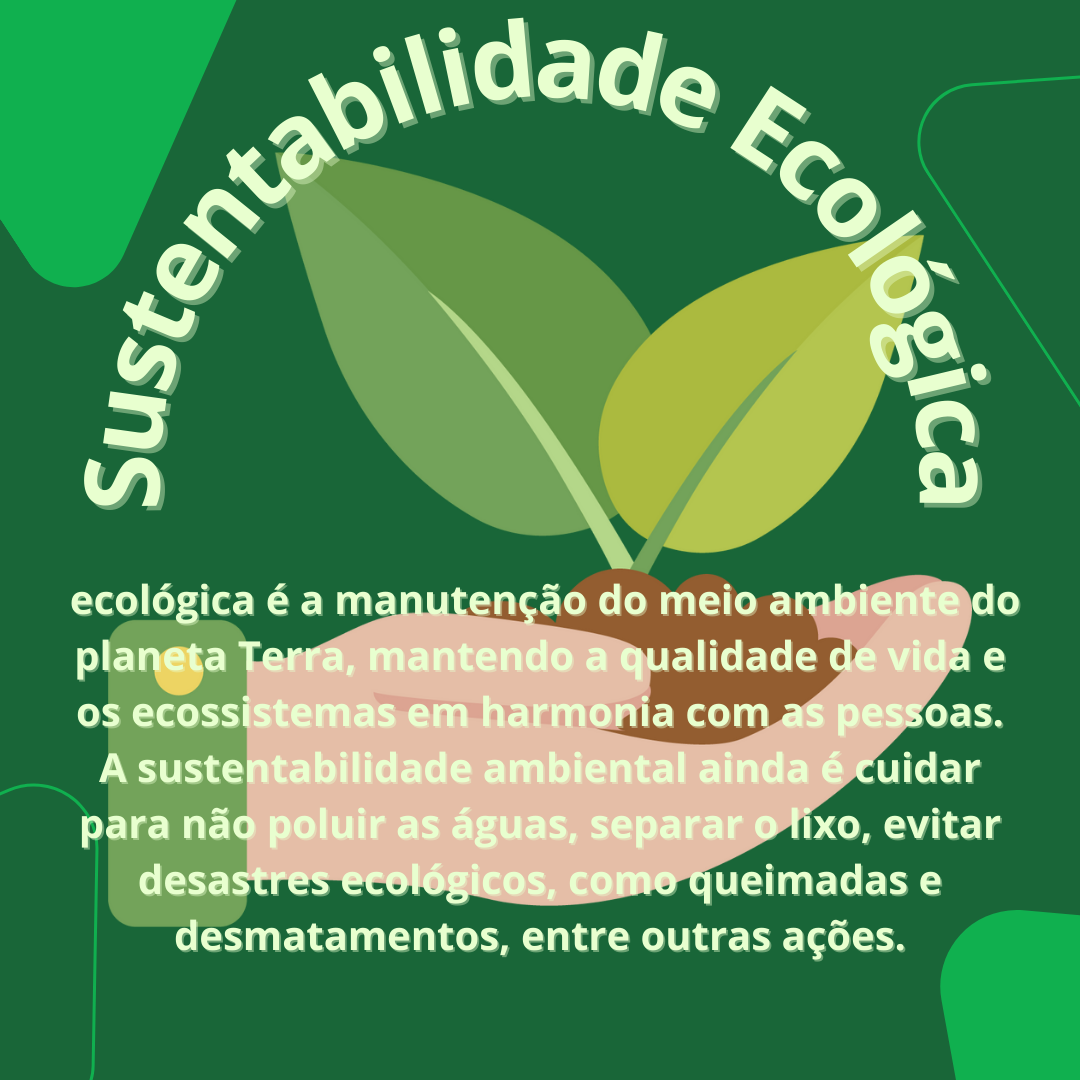 Sustentabilidade Ecológica
ecológica é a manutenção do meio ambiente do
planeta Terra, mantendo a qualidade de vida e
os ecossistemas em harmonia com as pessoas.
A sustentabilidade ambiental ainda é cuidar
para não poluir as águas, separar o lixo, evitar
desastres ecológicos, como queimadas e
desmatamentos, entre outras ações.